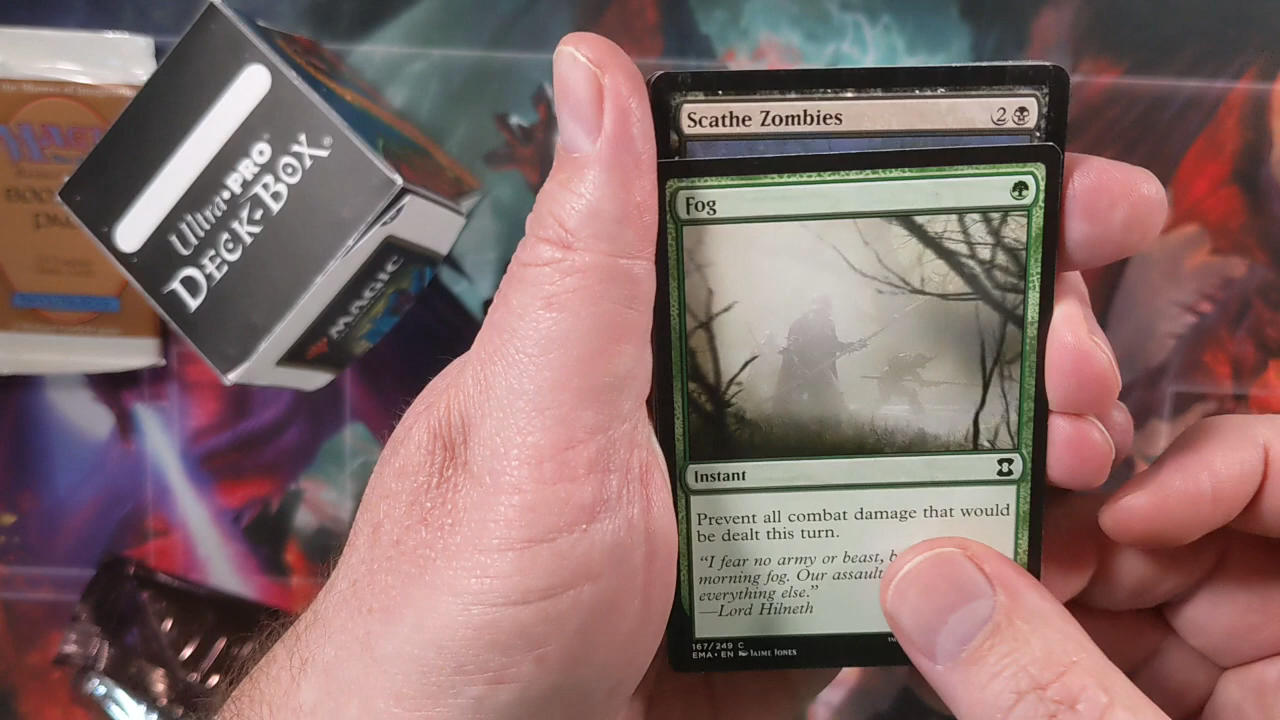 MAGIC
Ultra•PRO®
DECK-BOX®
MAGIC
Scathe Zombies 2
Fog
Instant
Prevent all combat damage that would
be dealt this turn.
"I fear no army or beast,
morning fog. Our assault
everything else."
—Lord Hilneth
167/249 C
EMA • EN Jaime Jones